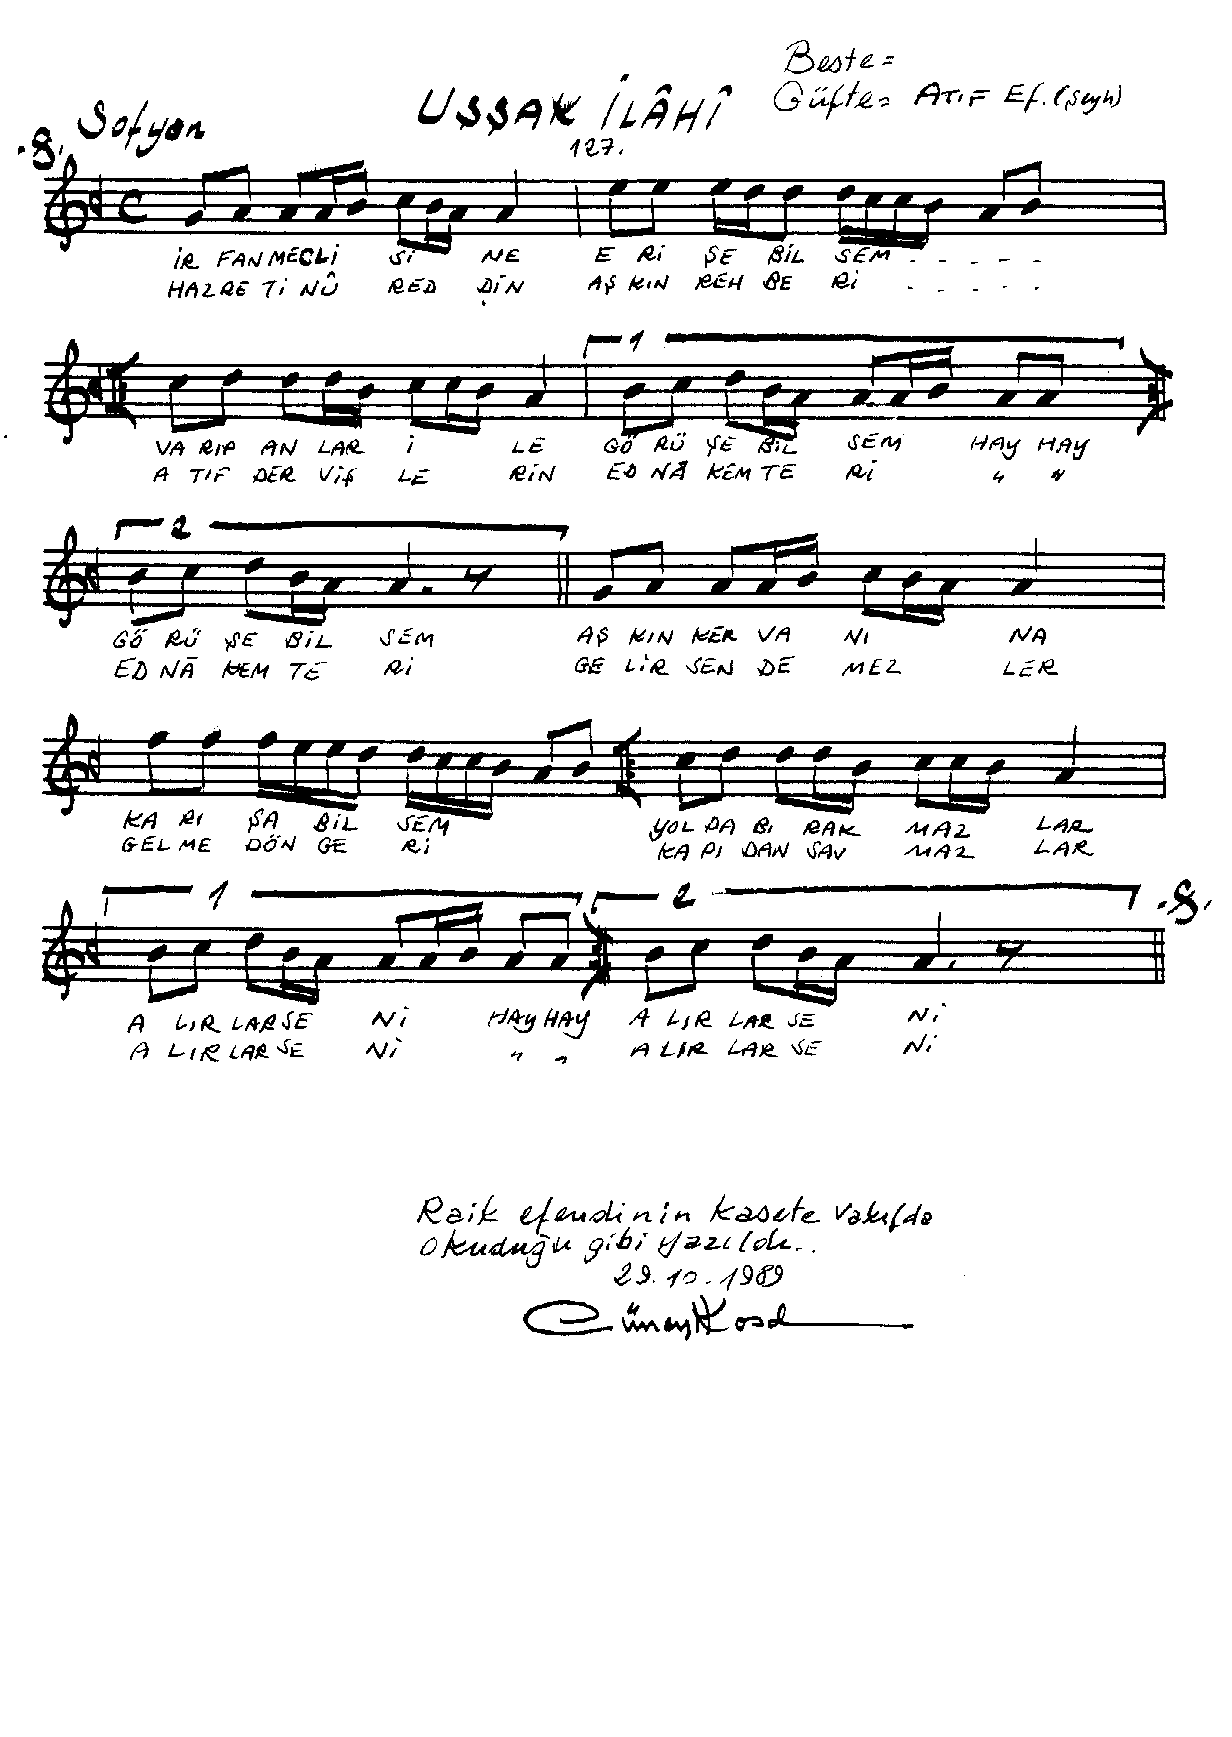 Beste=
Güfte= ATIF Ef. (Şeyh)
Sofyan
UŞŞAK İLÂHÎ
127.
İR FAN MECLİ Sİ NE E Rİ ŞE BİL SEM . - . - .
HAZRE Tİ NÛ RED DİN AŞ KIN REH BE Rİ . - . - .
1
VA RIP AN LAR İ LE GÖ RÜ ŞE BİL SEM HAY HAY
A TIF DER VİŞ LE RİN ED NÂ KEM TE Rİ " "
2
GÖ RÜ ŞE BİL SEM AŞ KIN KER VA NI NA
ED NÂ KEM TE Rİ GE LİR SEN DE MEZ LER
KA RI ŞA BİL SEM YOL DA BI RAK MAZ LAR
GEL ME DÖN GE Rİ KA PI DAN SAV MAZ LAR
1 2
A LIR LAR SE Nİ HAY HAY A LIR LAR SE Nİ
A LIR LAR SE Nİ " " A LIR LAR SE Nİ
Raik efendinin kasete vakıfda
okuduğu gibi yazıldı..
29.10.1989
Cüneyt Kosal